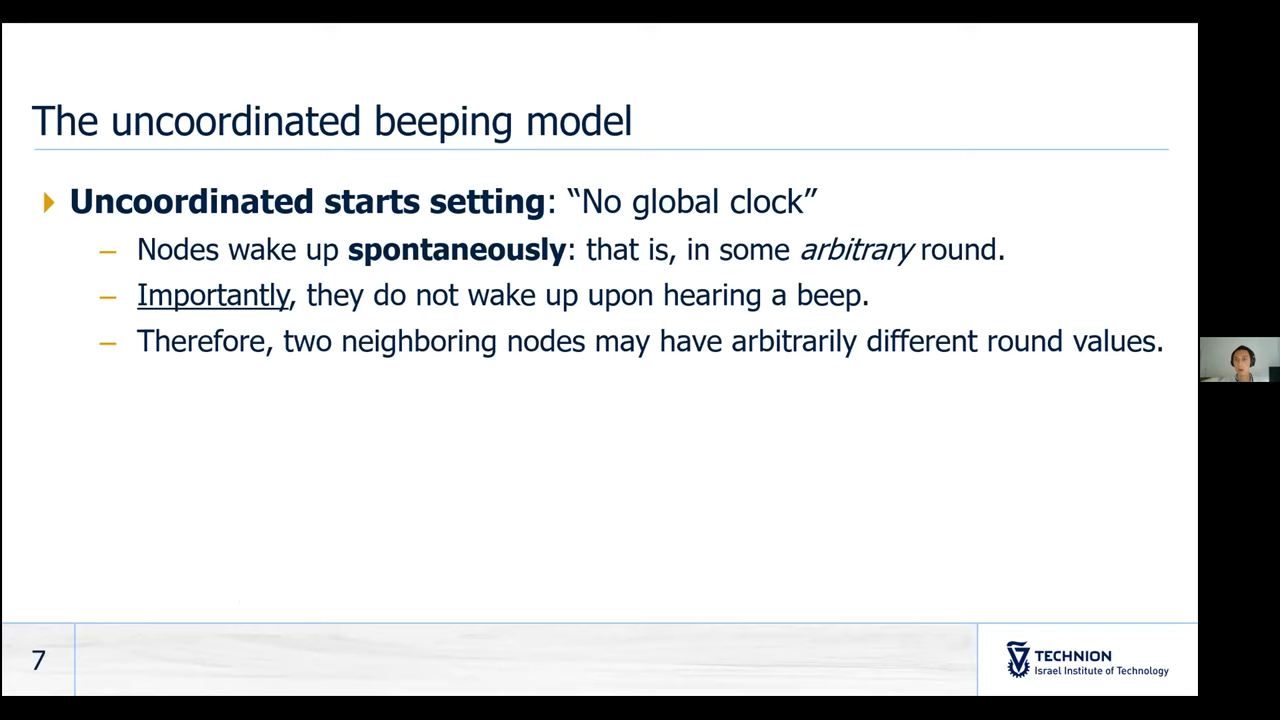 The uncoordinated beeping model
Uncoordinated starts setting: “No global clock”
– Nodes wake up spontaneously: that is, in some arbitrary round.
– Importantly, they do not wake up upon hearing a beep.
– Therefore, two neighboring nodes may have arbitrarily different round values.
7
TECHNION
Israel Institute of Technology